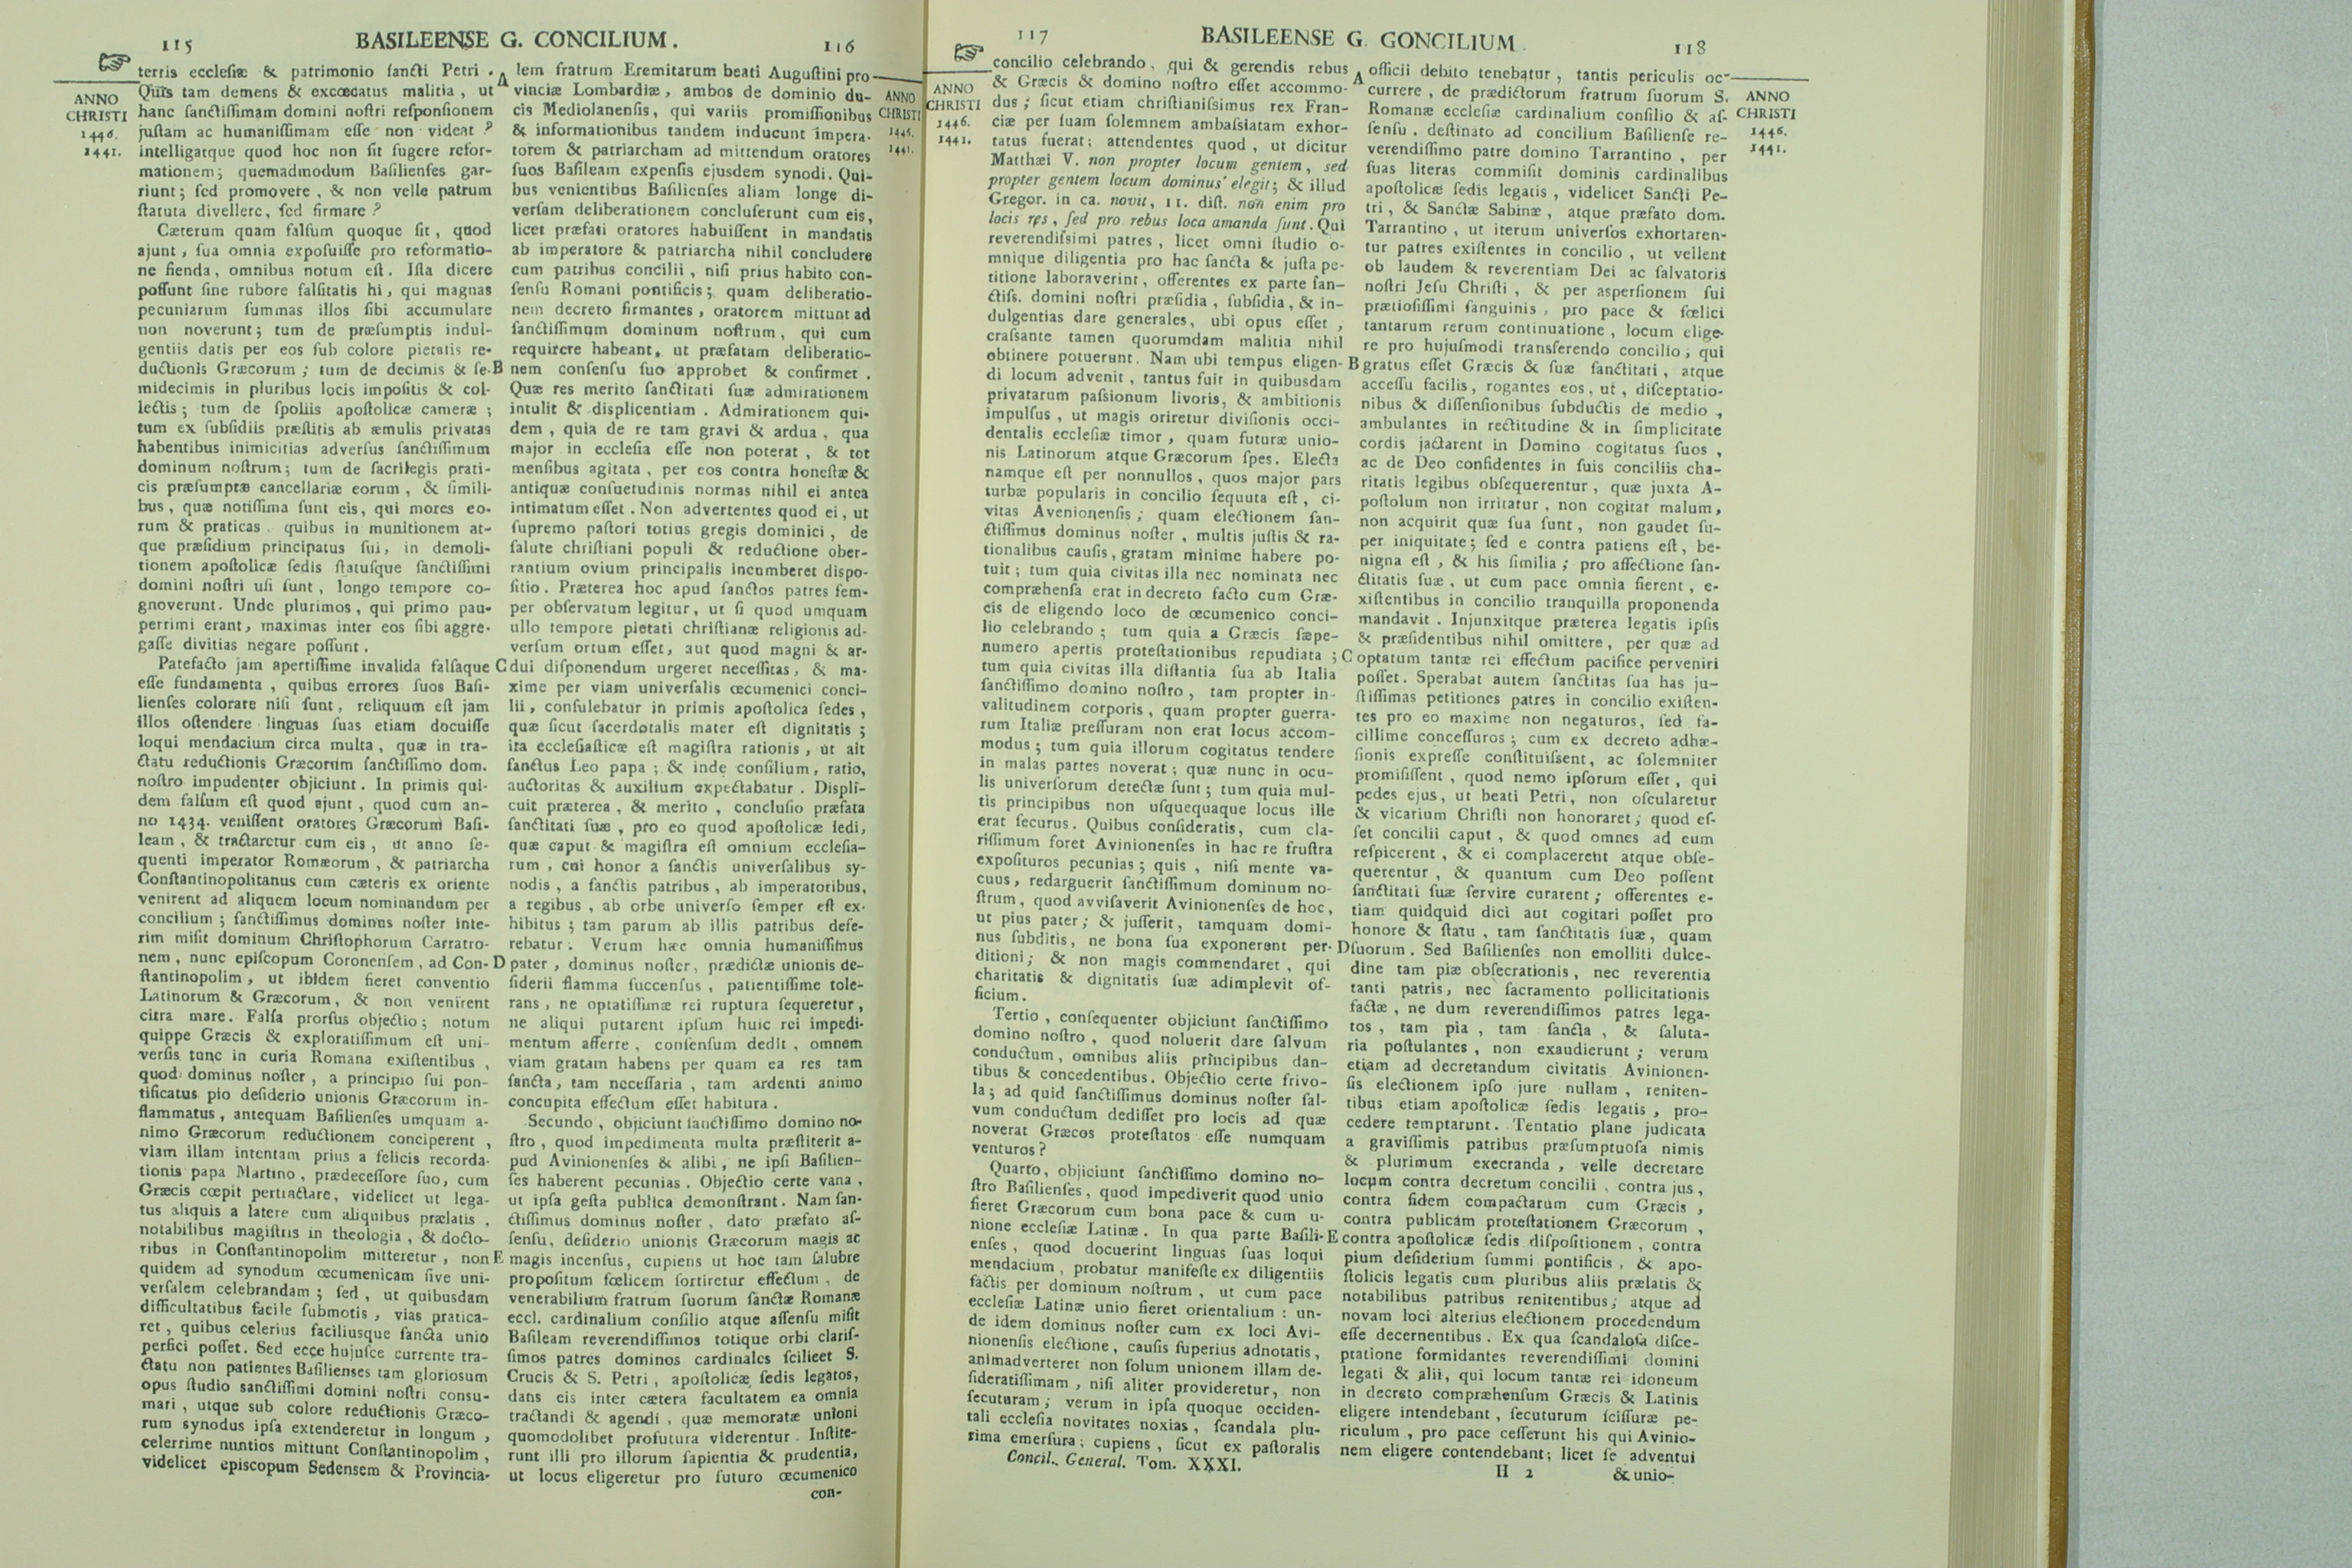 115 BASILEENSE G. CONCILIUM. 116
ANNO
CHRISTI
1446.
1441.
terris ecclesiæ & patrimonio sancti Petri.
Quis tam demens & excœcatus malitia, ut
hanc sanctissimam domini nostri responsionem
justam ac humanissimam esse non videat?
intelligatque quod hoc non sit fugere refor-
mationem; quemadmodum Basilienses gar-
riunt; sed promovere, & non velle patrum
statuta divellere, sed firmare?
Cæterum quam falsum quoque sit, quod
ajunt, sua omnia exposuisse pro reformatio-
ne fienda, omnibus notum est. Ista dicere
possunt sine rubore falsitatis hi, qui magnas
pecuniarum summas illos sibi accumulare
non noverunt; tum de præsumptis indul-
gentiis datis per eos sub colore pietatis re-
ductionis Græcorum; tum de decimis & se-
midecimis in pluribus locis impositis & col-
lectis; tum de spoliis apostolicæ cameræ;
tum ex subsidiis præstitis ab æmulis privatas
habentibus inimicitias adversus sanctissimum
dominum nostrum; tum de sacrilegis prati-
cis præsumptæ cancellariæ eorum, & simili-
bus, quæ notissima sunt eis, qui mores eo-
rum & praticas. quibus in munitionem at-
que præsidium principatus sui, in demoli-
tionem apostolicæ sedis statusque sanctissimi
domini nostri usi sunt, longo tempore co-
gnoverunt. Unde plurimos, qui primo pau-
perrimi erant, maximas inter eos sibi aggre-
gasse divitias negare possunt.
Patefacto jam apertissime invalida falsaque
esse fundamenta, quibus errores suos Basi-
lienses colorare nisi sunt, reliquum est jam
illos ostendere linguas suas etiam docuisse
loqui mendacium circa multa, quæ in tra-
ctatu reductionis Græcorum sanctissimo dom.
nostro impudenter objiciunt. In primis qui-
dem falsum est quod ajunt, quod cum an-
no 1434. venissent oratores Græcorum Basi-
leam, & tractaretur cum eis, ut anno se-
quenti imperator Romæorum, & patriarcha
Constantinopolitanus cum cæteris ex oriente
venirent ad aliquem locum nominandum per
concilium; sanctissimus dominus noster inte-
rim misit dominum Christophorum Carratro-
nem, nunc episcopum Coronensem, ad Con-
stantinopolim, ut ibidem fieret conventio
Latinorum & Græcorum, & non venirent
citra mare. Falsa prorsus objectio; notum
quippe Græcis & exploratissimum est uni-
versis tunc in curia Romana existentibus,
quod dominus noster, a principio sui pon-
tificatus pio desiderio unionis Græcorum in-
flammatus, antequam Basilienses umquam a-
nimo Græcorum reductionem conciperent,
viam illam intentam prius a felicis recorda-
tionis papa Martino, prædecessore suo, cum
Græcis cœpit pertractare, videlicet ut lega-
tus aliquis a latere cum aliquibus prælatis,
notabilibus magistris in theologia, & docto-
ribus in Constantinopolim mitteretur, non
quidem ad synodum œcumenicam sive uni-
versalem celebrandam; sed, ut quibusdam
difficultatibus facile submotis, vias pratica-
ret, quibus celerius faciliusque sancta unio
perfici posset. Sed ecce hujusce currente tra-
ctatu non patientes Basilienses tam gloriosum
opus studio sanctissimi domini nostri consu-
mari, utque sub colore reductionis Græco-
rum synodus ipsa extenderetur in longum,
celerrime nuntios mittunt Constantinopolim,
videlicet episcopum Sedensem & Provincia-
A
B
C
D
E
lem fratrum Eremitarum beati Augustini pro-
vinciæ Lombardiæ, ambos de dominio du-
cis Mediolanensis, qui variis promissionibus
& informationibus tandem inducunt impera-
torem & patriarcham ad mittendum oratores
suos Basileam expensis ejusdem synodi. Qui-
bus venientibus Basilienses aliam longe di-
versam deliberationem concluserunt cum eis,
licet præfati oratores habuissent in mandatis
ab imperatore & patriarcha nihil concludere
cum patribus concilii, nisi prius habito con-
sensu Romani pontificis; quam deliberatio-
nem decreto firmantes, oratorem mittunt ad
sanctissimum dominum nostrum, qui cum
requirere habeant, ut præfatam deliberatio-
nem consensu suo approbet & confirmet.
Quæ res merito sanctitati suæ admirationem
intulit & displicentiam. Admirationem qui-
dem, quia de re tam gravi & ardua, qua
major in ecclesia esse non poterat, & tot
mensibus agitata, per eos contra honestæ &
antiquæ consuetudinis normas nihil ei antea
intimatum esset. Non advertentes quod ei, ut
supremo pastori totius gregis dominici, de
salute christiani populi & reductione ober-
rantium ovium principalis incumberet dispo-
sitio. Præterea hoc apud sanctos patres sem-
per observatum legitur, ut si quod umquam
ullo tempore pietati christianæ religionis ad-
versum ortum esset, aut quod magni & ar-
dui disponendum urgeret necessitas, & ma-
xime per viam universalis œcumenici conci-
lii, consulebatur in primis apostolica sedes,
quæ sicut sacerdotalis mater est dignitatis;
ita ecclesiasticæ est magistra rationis, ut ait
sanctus Leo papa; & inde consilium, ratio,
auctoritas & auxilium expectabatur. Displi-
cuit præterea, & merito, conclusio præfata
sanctitati suæ, pro eo quod apostolicæ sedi,
quæ caput & magistra est omnium ecclesia-
rum, cui honor a sanctis universalibus sy-
nodis, a sanctis patribus, ab imperatoribus,
a regibus, ab orbe universo semper est ex-
hibitus; tam parum ab illis patribus defe-
rebatur. Verum hæc omnia humanissimus
pater, dominus noster, prædictæ unionis de-
siderii flamma succensus, patientissime tole-
rans, ne optatissimæ rei ruptura sequeretur,
ne aliqui putarent ipsum huic rei impedi-
mentum afferre, consensum dedit, omnem
viam gratam habens per quam ea res tam
sancta, tam necessaria, tam ardenti animo
concupita effectum esset habitura.
Secundo, objiciunt sanctissimo domino no-
stro, quod impedimenta multa præstiterit a-
pud Avinionenses & alibi, ne ipsi Basilien-
ses haberent pecunias. Objectio certe vana,
ut ipsa gesta publica demonstrant. Nam san-
ctissimus dominus noster, dato præfato as-
sensu, desiderio unionis Græcorum magis ac
magis incensus, cupiens ut hoc tam salubre
propositum fœlicem sortiretur effectum, de
venerabilium fratrum suorum sanctæ Romanæ
eccl. cardinalium consilio atque assensu misit
Basileam reverendissimos totique orbi claris-
simos patres dominos cardinales scilicet S.
Crucis & S. Petri, apostolicæ sedis legatos,
dans eis inter cætera facultatem ea omnia
tractandi & agendi, quæ memoratæ unioni
quomodolibet profutura viderentur. Institè-
runt illi pro illorum sapientia & prudentia,
ut locus eligeretur pro futuro œcumenico
con-
ANNO
CHRISTI
1446.
1441.
117 BASILEENSE G. GONCILIUM. 118
ANNO
CHRISTI
1446.
1441.
concilio celebrando, qui & gerendis rebus
& Græcis & domino nostro esset accommo-
dus; sicut etiam christianissimus rex Fran-
ciæ per suam solemnem ambassiatam exhor-
tatus fuerat; attendentes quod, ut dicitur
Matthæi V. non propter locum gentem, sed
propter gentem locum dominus elegit; & illud
Gregor. in ca. novit, 11. dist. non enim pro
locis res, sed pro rebus loca amanda sunt. Qui
reverendissimi patres, licet omni studio o-
mnique diligentia pro hac sancta & justa pe-
titione laboraverint, offerentes ex parte san-
ctiss. domini nostri præsidia, subsidia, & in-
dulgentias dare generales, ubi opus esset,
crassante tamen quorumdam malitia nihil
obtinere potuerunt. Nam ubi tempus eligen-
di locum advenit, tantus fuit in quibusdam
privatarum passionum livoris, & ambitionis
impulsus, ut magis oriretur divisionis occi-
dentalis ecclesiæ timor, quam futuræ unio-
nis Latinorum atque Græcorum spes. Electa
namque est per nonnullos, quos major pars
turbæ popularis in concilio sequuta est, ci-
vitas Avenionensis; quam electionem san-
ctissimus dominus noster, multis justis & ra-
tionalibus causis, gratam minime habere po-
tuit; tum quia civitas illa nec nominata nec
compræhensa erat in decreto facto cum Græ-
cis de eligendo loco de œcumenico conci-
lio celebrando; tum quia a Græcis sæpe-
numero apertis protestationibus repudiata;
tum quia civitas illa distantia sua ab Italia
sanctissimo domino nostro, tam propter in-
valitudinem corporis, quam propter guerra-
rum Italiæ pressuram non erat locus accom-
modus; tum quia illorum cogitatus tendere
in malas partes noverat; quæ nunc in ocu-
lis universorum detectæ sunt; tum quia mul-
tis principibus non usquequaque locus ille
erat securus. Quibus consideratis, cum cla-
rissimum foret Avinionenses in hac re frustra
exposituros pecunias; quis, nisi mente va-
cuus, redarguerit sanctissimum dominum no-
strum, quod avvisaverit Avinionenses de hoc,
ut pius pater; & jusserit, tamquam domi-
nus subditis, ne bona sua exponerent per-
ditioni; & non magis commendaret, qui
charitatis & dignitatis suæ adimplevit of-
ficium.
Tertio, consequenter objiciunt sanctissimo
domino nostro, quod noluerit dare salvum
conductum, omnibus aliis principibus dan-
tibus & concedentibus. Objectio certe frivo-
la; ad quid sanctissimus dominus noster sal-
vum conductum dedisset pro locis ad quæ
noverat Græcos protestatos esse numquam
venturos?
Quarto, objiciunt sanctissimo domino no-
stro Basilienses, quod impediverit quod unio
fieret Græcorum cum bona pace & cum u-
nione ecclesiæ Latinæ. In qua parte Basili-
enses, quod docuerint linguas suas loqui
mendacium, probatur manifeste ex diligentiis
factis per dominum nostrum, ut cum pace
ecclesiæ Latinæ unio fieret orientalium: un-
de idem dominus noster cum ex loci Avi-
nionensis electione, causis superius adnotatis,
animadverteret non solum unionem illam de-
sideratissimam, nisi aliter provideretur, non
secuturam; verum in ipsa quoque occiden-
tali ecclesia novitates noxias, scandala plu-
rima emersura; cupiens, sicut ex pastoralis
Concil. General. Tom. XXXI.
A
B
C
D
E
officii debito tenebatur, tantis periculis oc-
currere, de prædictorum fratrum suorum S.
Romanæ ecclesiæ cardinalium consilio & as-
sensu, destinato ad concilium Basiliense re-
verendissimo patre domino Tarrantino, per
suas literas commisit dominis cardinalibus
apostolicæ sedis legatis, videlicet Sancti Pe-
tri, & Sanctæ Sabinæ, atque præfato dom.
Tarrantino, ut iterum universos exhortaren-
tur patres existentes in concilio, ut vellent
ob laudem & reverentiam Dei ac salvatoris
nostri Jesu Christi, & per aspersionem sui
prætiosissimi sanguinis, pro pace & fœlici
tantarum rerum continuatione, locum elige-
re pro hujusmodi transferendo concilio, qui
gratus esset Græcis & suæ sanctitati, atque
accessu facilis, rogantes eos, ut, disceptatio-
nibus & dissensionibus subductis de medio,
ambulantes in rectitudine & in simplicitate
cordis jactarent in Domino cogitatus suos,
ac de Deo confidentes in suis conciliis cha-
ritatis legibus obsequerentur, quæ juxta A-
postolum non irritatur, non cogitat malum,
non acquirit quæ sua sunt, non gaudet su-
per iniquitate; sed e contra patiens est, be-
nigna est, & his similia; pro affectione san-
ctitatis suæ, ut cum pace omnia fierent, e-
xistentibus in concilio tranquilla proponenda
mandavit. Injunxitque præterea legatis ipsis
& præsidentibus nihil omittere, per quæ ad
optatum tantæ rei effectum pacifice perveniri
posset. Sperabat autem sanctitas sua has ju-
stissimas petitiones patres in concilio existen-
tes pro eo maxime non negaturos, sed fa-
cillime concessuros; cum ex decreto adhæ-
sionis expresse constituissent, ac solemniter
promisissent, quod nemo ipsorum esset, qui
pedes ejus, ut beati Petri, non oscularetur
& vicarium Christi non honoraret; quod es-
set concilii caput, & quod omnes ad eum
respicerent, & ei complacerent atque obse-
querentur, & quantum cum Deo possent
sanctitati suæ servire curarent; offerentes e-
tiam quidquid dici aut cogitari posset pro
honore & statu, tam sanctitatis suæ, quam
suorum. Sed Basilienses non emolliti dulce-
dine tam piæ obsecrationis, nec reverentia
tanti patris, nec sacramento pollicitationis
factæ, ne dum reverendissimos patres lega-
tos, tam pia, tam sancta, & saluta-
ria postulantes, non exaudierunt; verum
etiam ad decretandum civitatis Avinionen-
sis electionem ipso jure nullam, reniten-
tibus etiam apostolicæ sedis legatis, pro-
cedere temptarunt. Tentatio plane judicata
a gravissimis patribus præsumptuosa nimis
& plurimum execranda, velle decretare
locum contra decretum concilii, contra jus,
contra fidem compactarum cum Græcis,
contra publicam protestationem Græcorum,
contra apostolicæ sedis dispositionem, contra
pium desiderium summi pontificis, & apo-
stolicis legatis cum pluribus aliis prælatis &
notabilibus patribus renitentibus; atque ad
novam loci alterius electionem procedendum
esse decernentibus. Ex qua scandalosa disce-
ptatione formidantes reverendissimi domini
legati & alii, qui locum tantæ rei idoneum
in decreto compræhensum Græcis & Latinis
eligere intendebant, secuturum scissuræ pe-
riculum, pro pace cesserunt his qui Avinio-
nem eligere contendebant; licet se adventui
H 2 & unio-
ANNO
CHRISTI
1446.
1441.